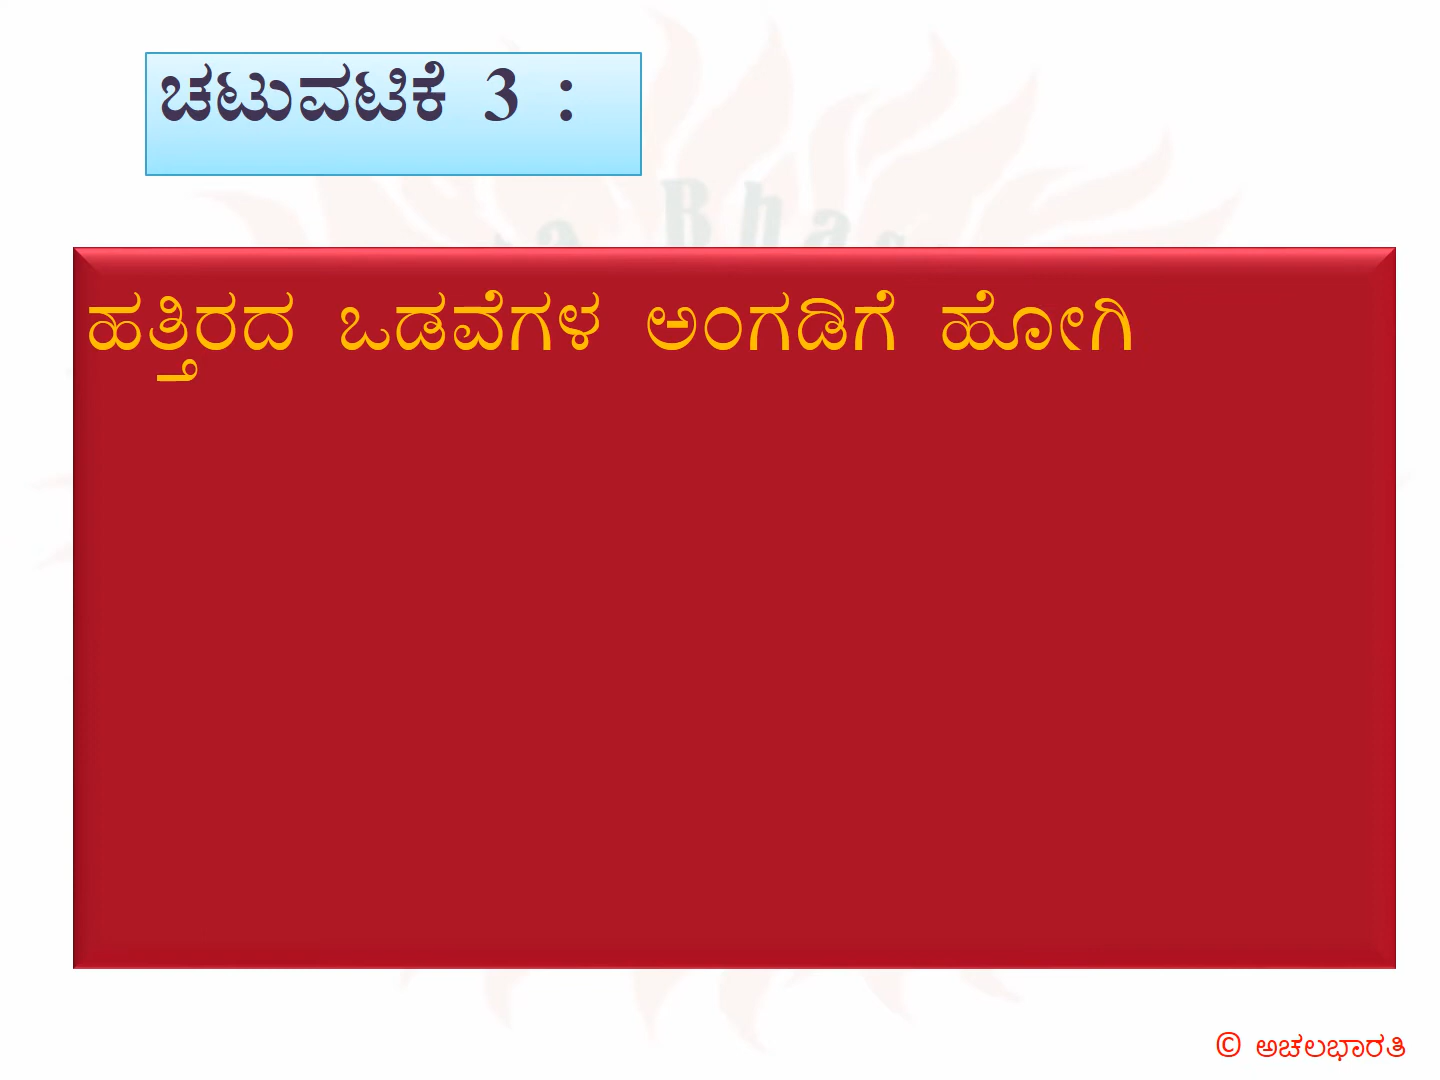 ಚಟುವಟಿಕೆ 3 :
ಹತ್ತಿರದ ಒಡವೆಗಳ ಅಂಗಡಿಗೆ ಹೋಗಿ
© ಅಚಲಭಾರತಿ